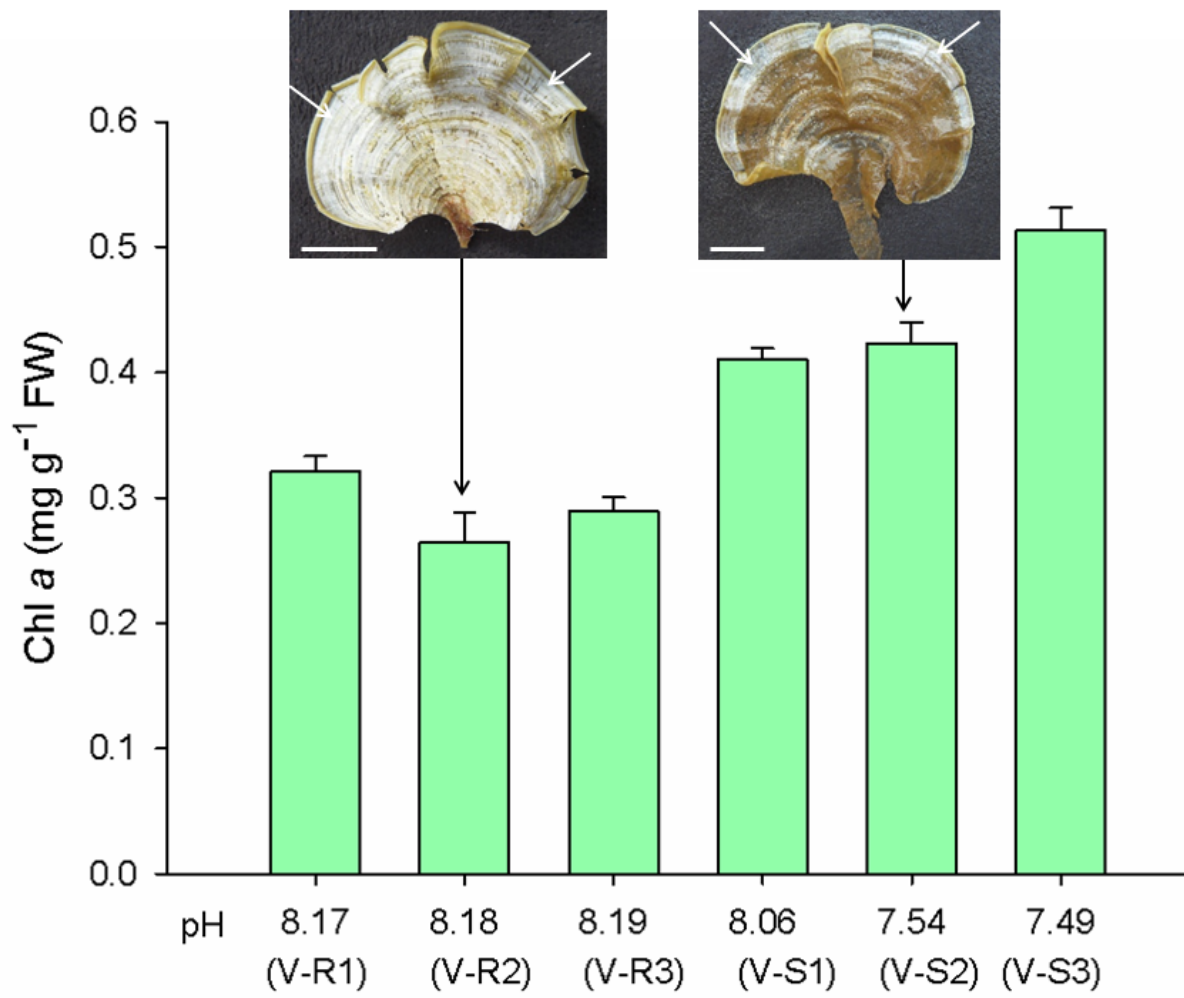 0.6
0.5
0.4
0.3
0.2
0.1
0.0
Chl a (mg g⁻¹ FW)
pH 8.17 8.18 8.19 8.06 7.54 7.49
(V-R1) (V-R2) (V-R3) (V-S1) (V-S2) (V-S3)